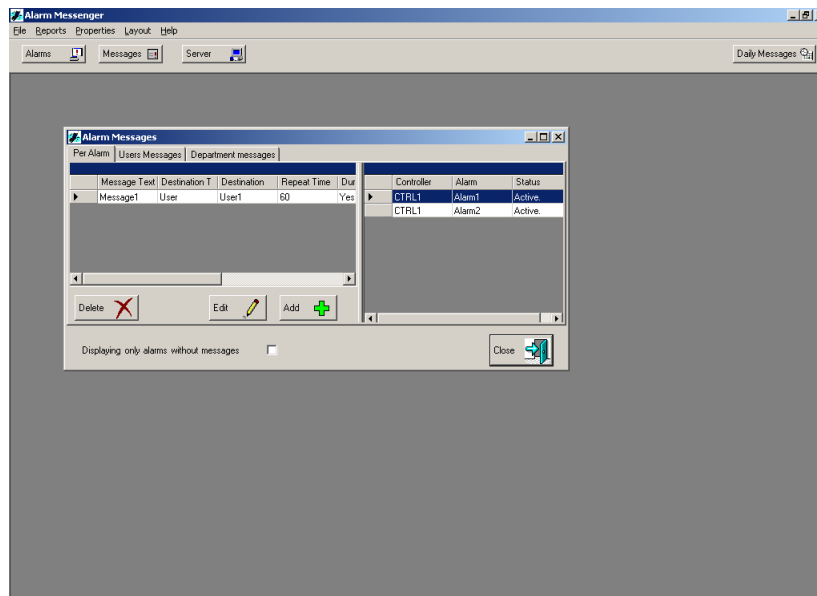 Alarm Messenger
File Reports Properties Layout Help
Alarms Messages Server Daily Messages
Alarm Messages
Per Alarm Users Messages Department messages
Message Text Destination T Destination Repeat Time Dur
Message1 User User1 60 Yes
Controller Alarm Status
CTRL1 Alarm1 Active.
CTRL1 Alarm2 Active.
Delete Edit Add
Displaying only alarms without messages
Close